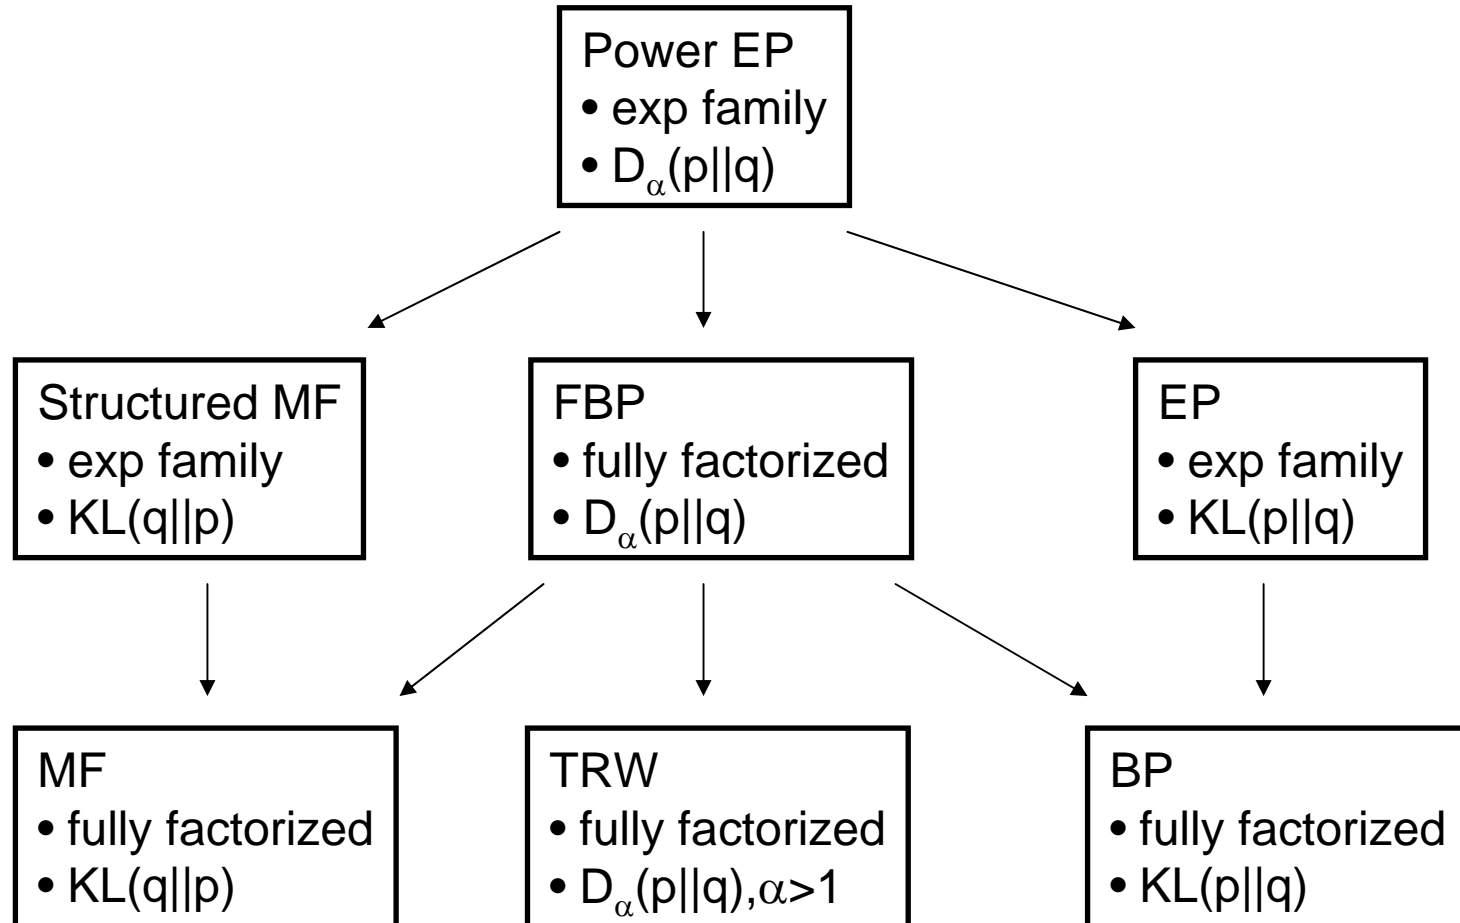 Power EP
• exp family
• Dα(p||q)
Structured MF
• exp family
• KL(q||p)
FBP
• fully factorized
• Dα(p||q)
EP
• exp family
• KL(p||q)
MF
• fully factorized
• KL(q||p)
TRW
• fully factorized
• Dα(p||q),α>1
BP
• fully factorized
• KL(p||q)